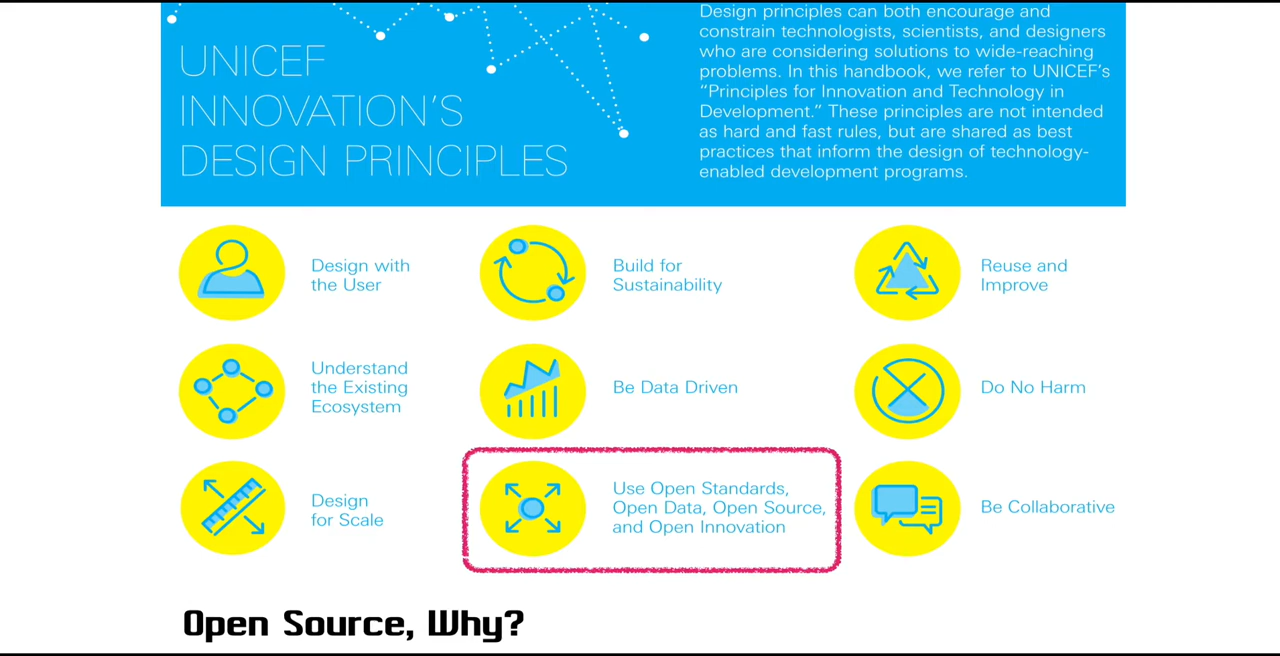 UNICEF
INNOVATION'S
DESIGN PRINCIPLES
Design principles can both encourage and
constrain technologists, scientists, and designers
who are considering solutions to wide-reaching
problems. In this handbook, we refer to UNICEF's
“Principles for Innovation and Technology in
Development.“ These principles are not intended
as hard and fast rules, but are shared as best
practices that inform the design of technology-
enabled development programs.
Design with
the User
Build for
Sustainability
Reuse and
Improve
Understand
the Existing
Ecosystem
Be Data Driven
Do No Harm
Design
for Scale
Use Open Standards,
Open Data, Open Source,
and Open Innovation
Be Collaborative
Open Source, Why?